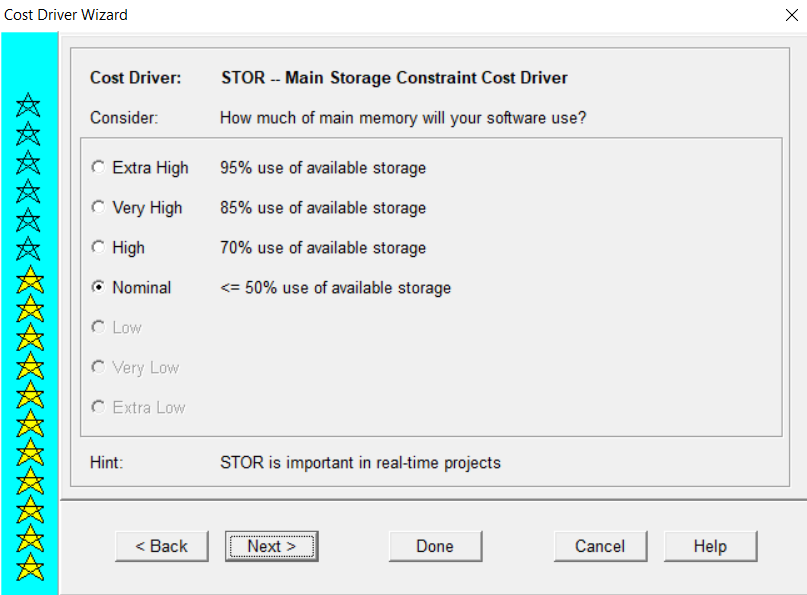 Cost Driver Wizard
Cost Driver: STOR -- Main Storage Constraint Cost Driver
Consider: How much of main memory will your software use?
Extra High 95% use of available storage
Very High 85% use of available storage
High 70% use of available storage
Nominal <= 50% use of available storage
Low
Very Low
Extra Low
Hint: STOR is important in real-time projects
< Back Next > Done Cancel Help